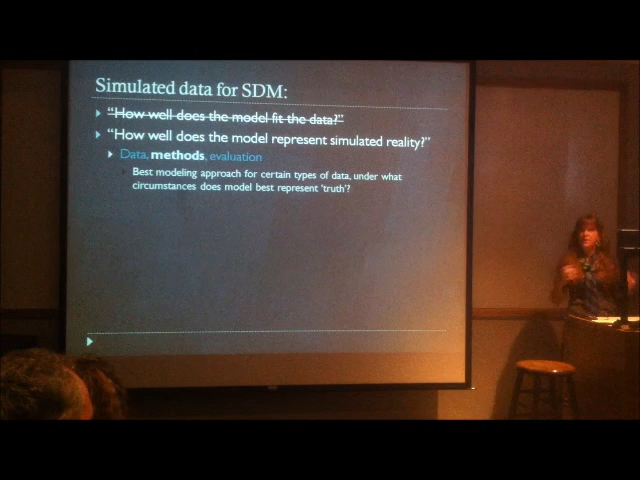 Simulated data for SDM:
"How well does the model fit the data?"
"How well does the model represent simulated reality?"
Data, methods, evaluation
Best modeling approach for certain types of data, under what
circumstances does model best represent 'truth'?